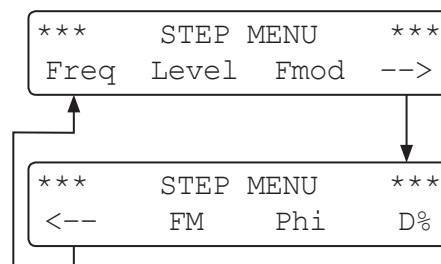 *** STEP MENU ***
Freq Level Fmod -->
*** STEP MENU ***
<-- FM Phi D%